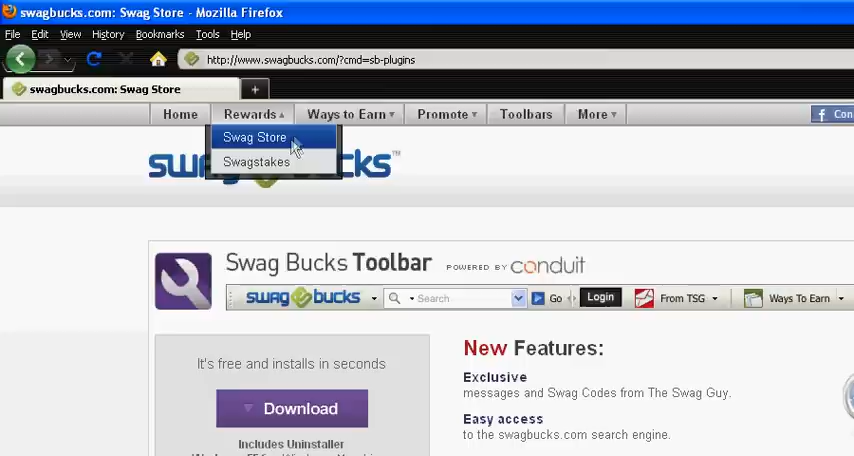 swagbucks.com: Swag Store - Mozilla Firefox
File Edit View History Bookmarks Tools Help
http://www.swagbucks.com/?cmd=sb-plugins
swagbucks.com: Swag Store +
Home Rewards Ways to Earn Promote Toolbars More f Con
Swag Store
Swagstakes
swagbucks™
Swag Bucks Toolbar POWERED BY conduit
swagbucks Search Go Login From TSG Ways To Earn
It's free and installs in seconds
Download
Includes Uninstaller
New Features:
Exclusive
messages and Swag Codes from The Swag Guy.
Easy access
to the swagbucks.com search engine.